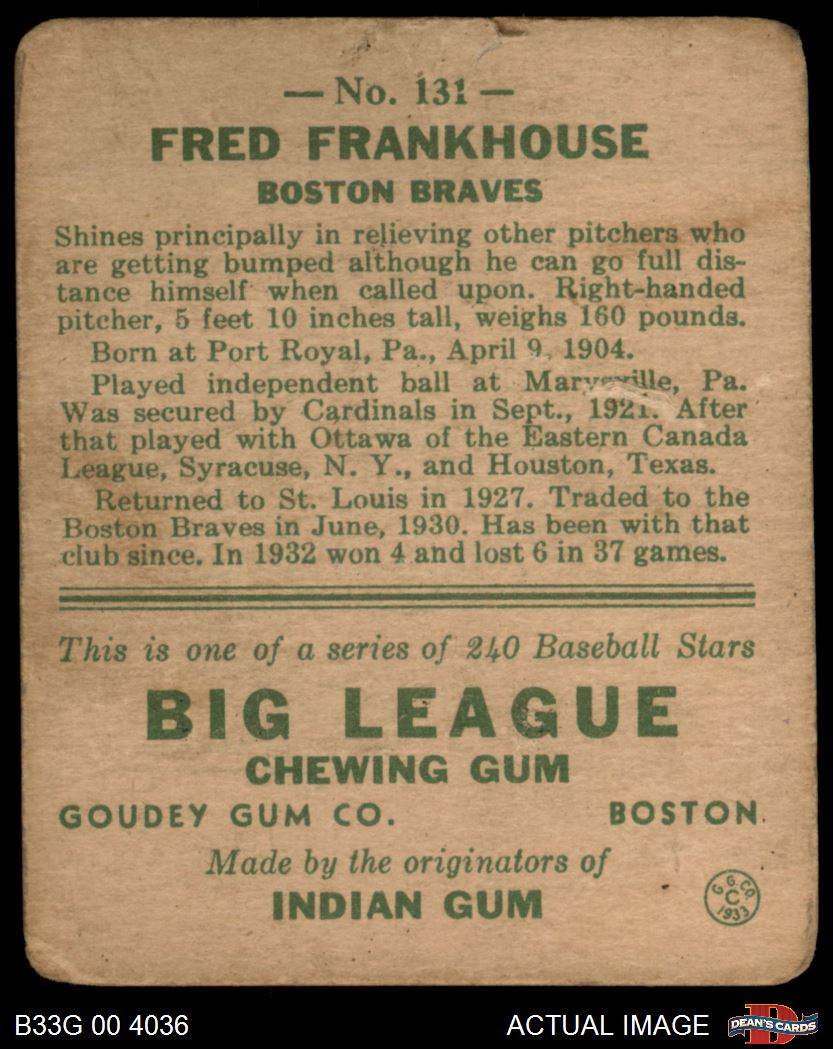 — No. 131 —
FRED FRANKHOUSE
BOSTON BRAVES
Shines principally in relieving other pitchers who
are getting bumped although he can go full dis-
tance himself when called upon. Right-handed
pitcher, 5 feet 10 inches tall, weighs 160 pounds.
Born at Port Royal, Pa., April 9, 1904.
Played independent ball at Marysville, Pa.
Was secured by Cardinals in Sept., 1921. After
that played with Ottawa of the Eastern Canada
League, Syracuse, N. Y., and Houston, Texas.
Returned to St. Louis in 1927. Traded to the
Boston Braves in June, 1930. Has been with that
club since. In 1932 won 4 and lost 6 in 37 games.
This is one of a series of 240 Baseball Stars
BIG LEAGUE
CHEWING GUM
GOUDEY GUM CO. BOSTON
Made by the originators of
INDIAN GUM
G. G. CO.
C
1933
B33G 00 4036 ACTUAL IMAGE
D
DEAN'S CARDS